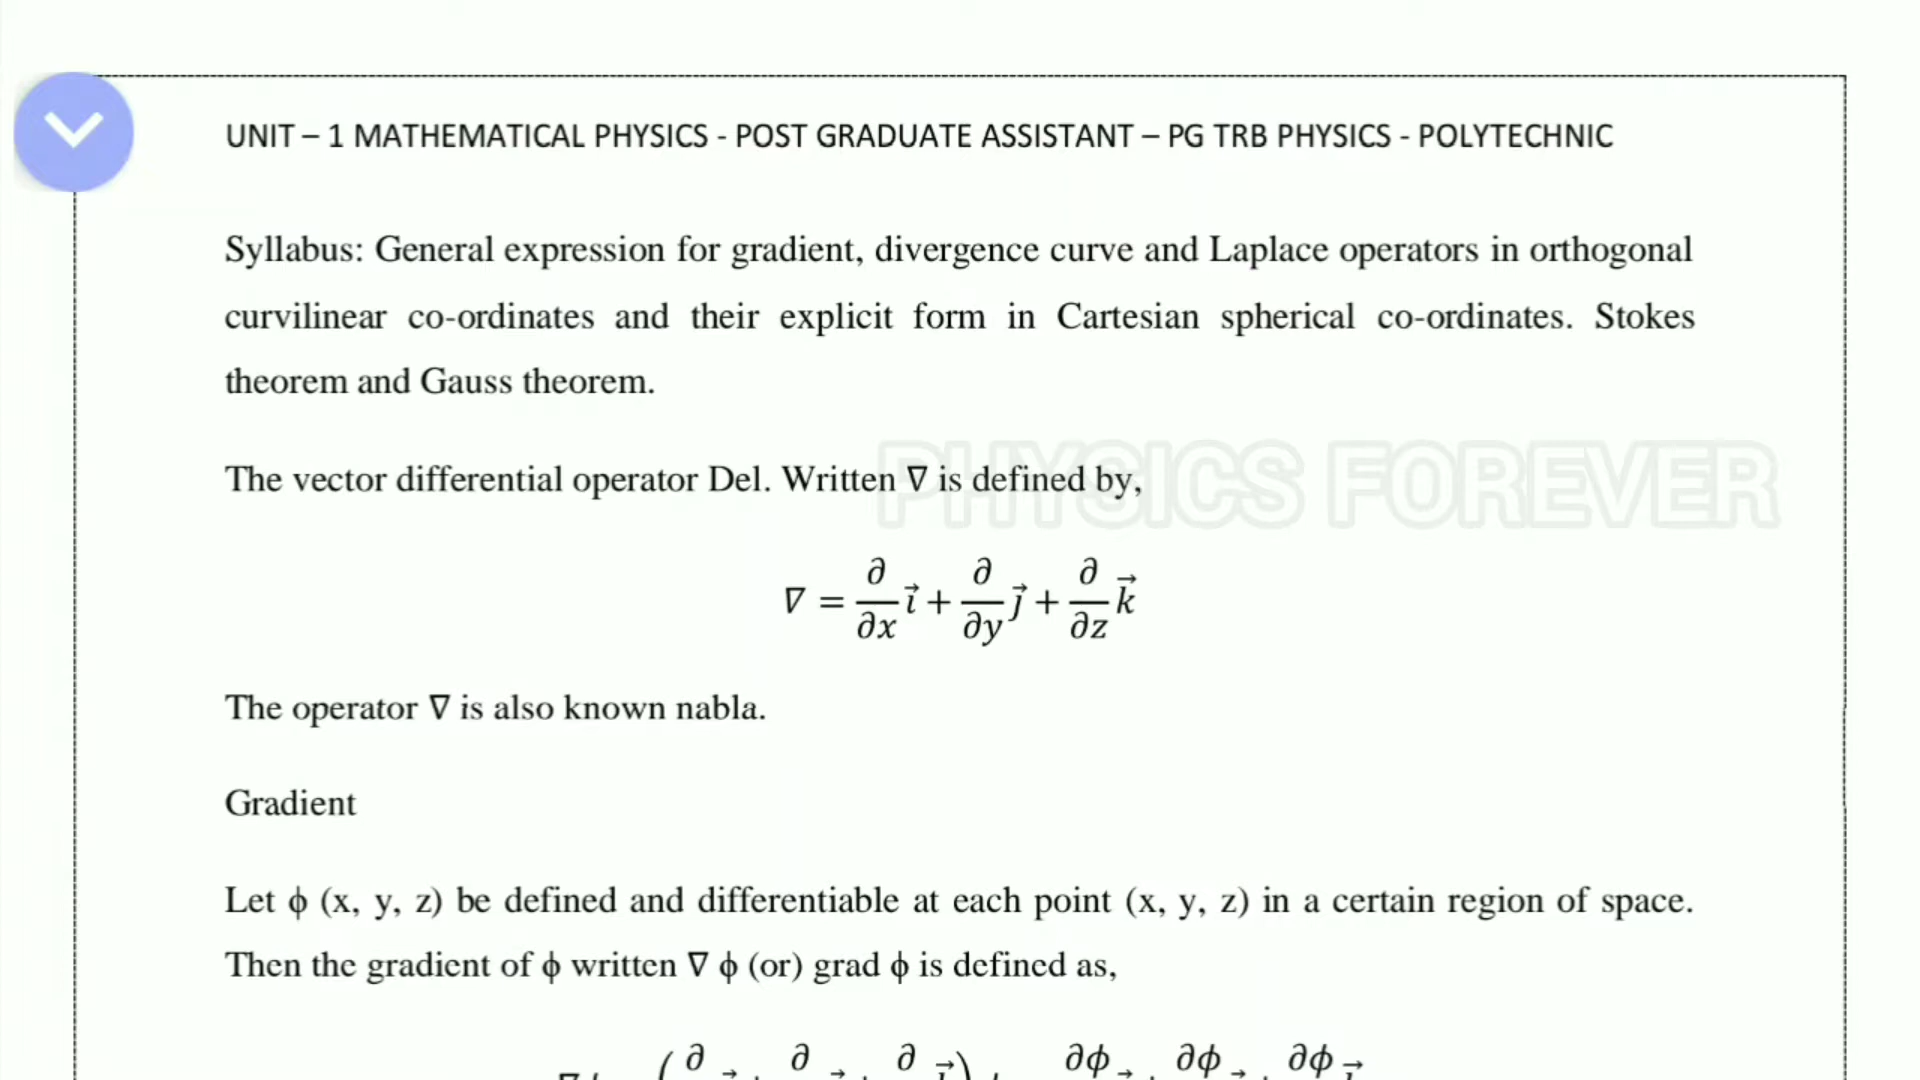 UNIT – 1 MATHEMATICAL PHYSICS - POST GRADUATE ASSISTANT – PG TRB PHYSICS - POLYTECHNIC
Syllabus: General expression for gradient, divergence curve and Laplace operators in orthogonal
curvilinear co-ordinates and their explicit form in Cartesian spherical co-ordinates. Stokes
theorem and Gauss theorem.
PHYSICS FOREVER
The vector differential operator Del. Written ∇ is defined by,
∇ = ∂/∂x i⃗ + ∂/∂y j⃗ + ∂/∂z k⃗
The operator ∇ is also known nabla.
Gradient
Let ϕ (x, y, z) be defined and differentiable at each point (x, y, z) in a certain region of space.
Then the gradient of ϕ written ∇ ϕ (or) grad ϕ is defined as,